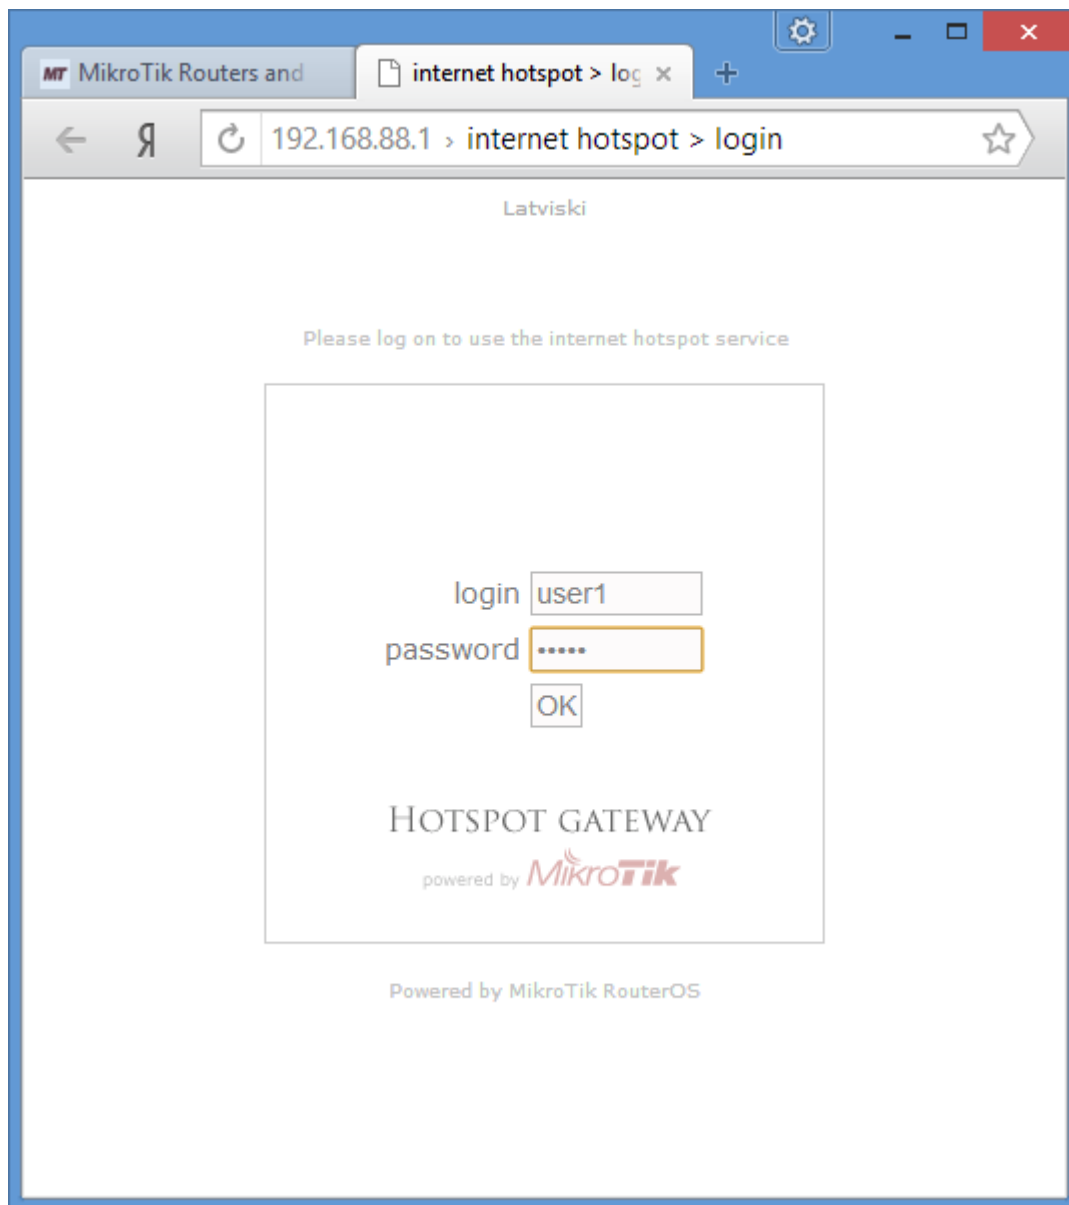 MT MikroTik Routers and
internet hotspot > log
Я 192.168.88.1 › internet hotspot > login
Latviski
Please log on to use the internet hotspot service
login user1
password •••••
OK
HOTSPOT GATEWAY
powered by MikroTik
Powered by MikroTik RouterOS